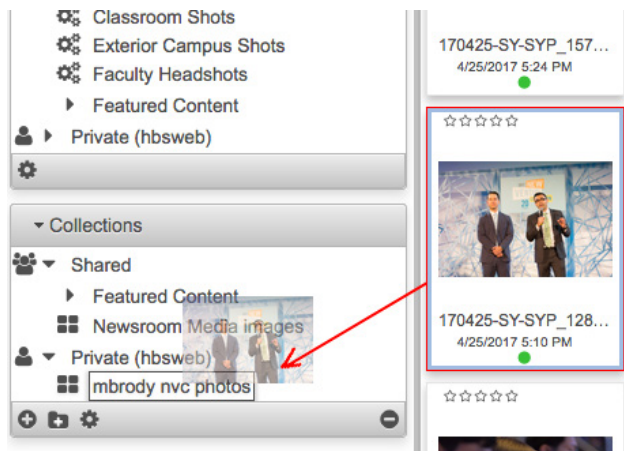 Classroom Shots
Exterior Campus Shots
Faculty Headshots
Featured Content
Private (hbsweb)
Collections
Shared
Featured Content
Newsroom Media images
Private (hbsweb)
mbrody nvc photos
170425-SY-SYP_157...
4/25/2017 5:24 PM
170425-SY-SYP_128...
4/25/2017 5:10 PM